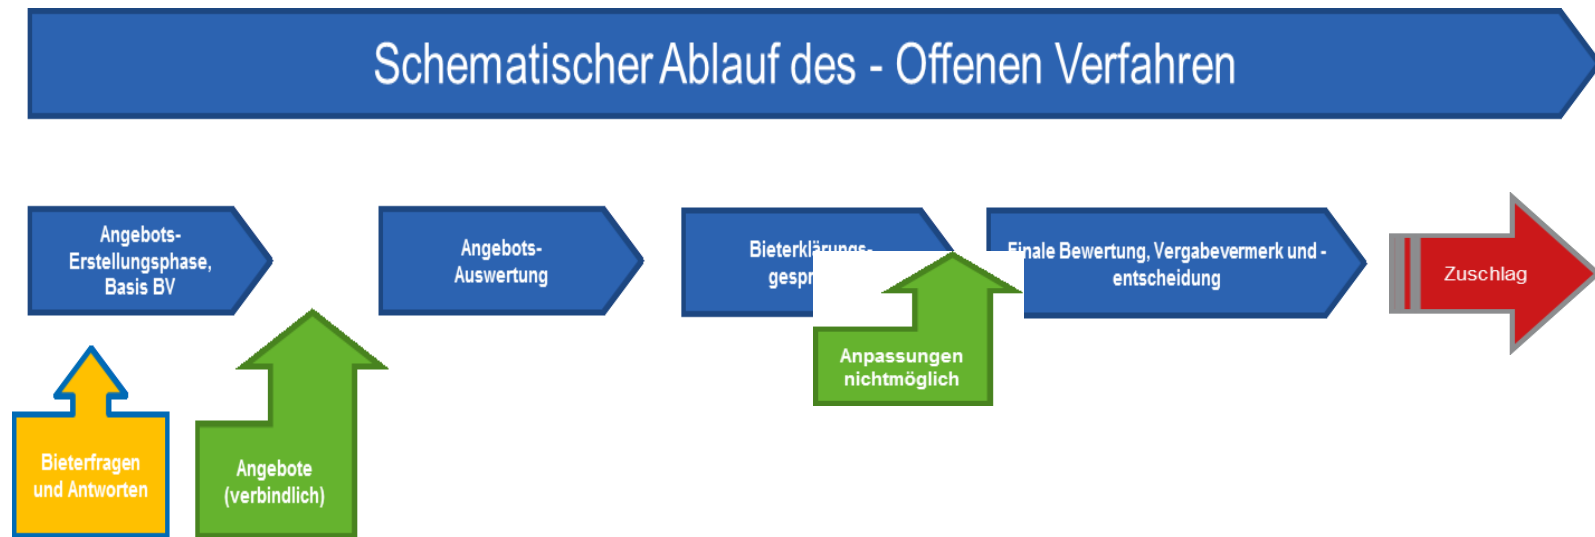 Schematischer Ablauf des - Offenen Verfahren
Angebots-
Erstellungsphase,
Basis BV
Angebots-
Auswertung
Bieterklärungs-
Finale Bewertung, Vergabevermerk und -
entscheidung
Zuschlag
Anpassungen
nichtmöglich
Bieterfragen
und Antworten
Angebote
(verbindlich)